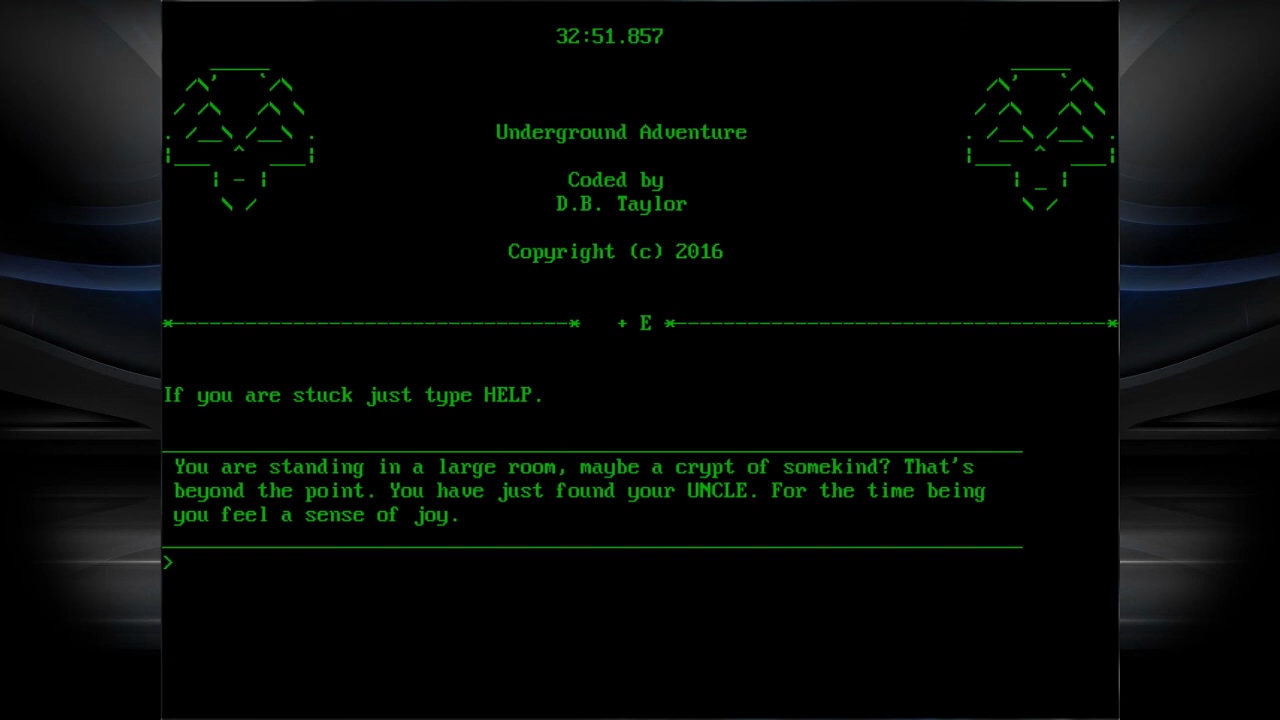 32:51.857
Underground Adventure
Coded by
D.B. Taylor
Copyright (c) 2016
+ E
If you are stuck just type HELP.
You are standing in a large room, maybe a crypt of somekind? That's
beyond the point. You have just found your UNCLE. For the time being
you feel a sense of joy.
>